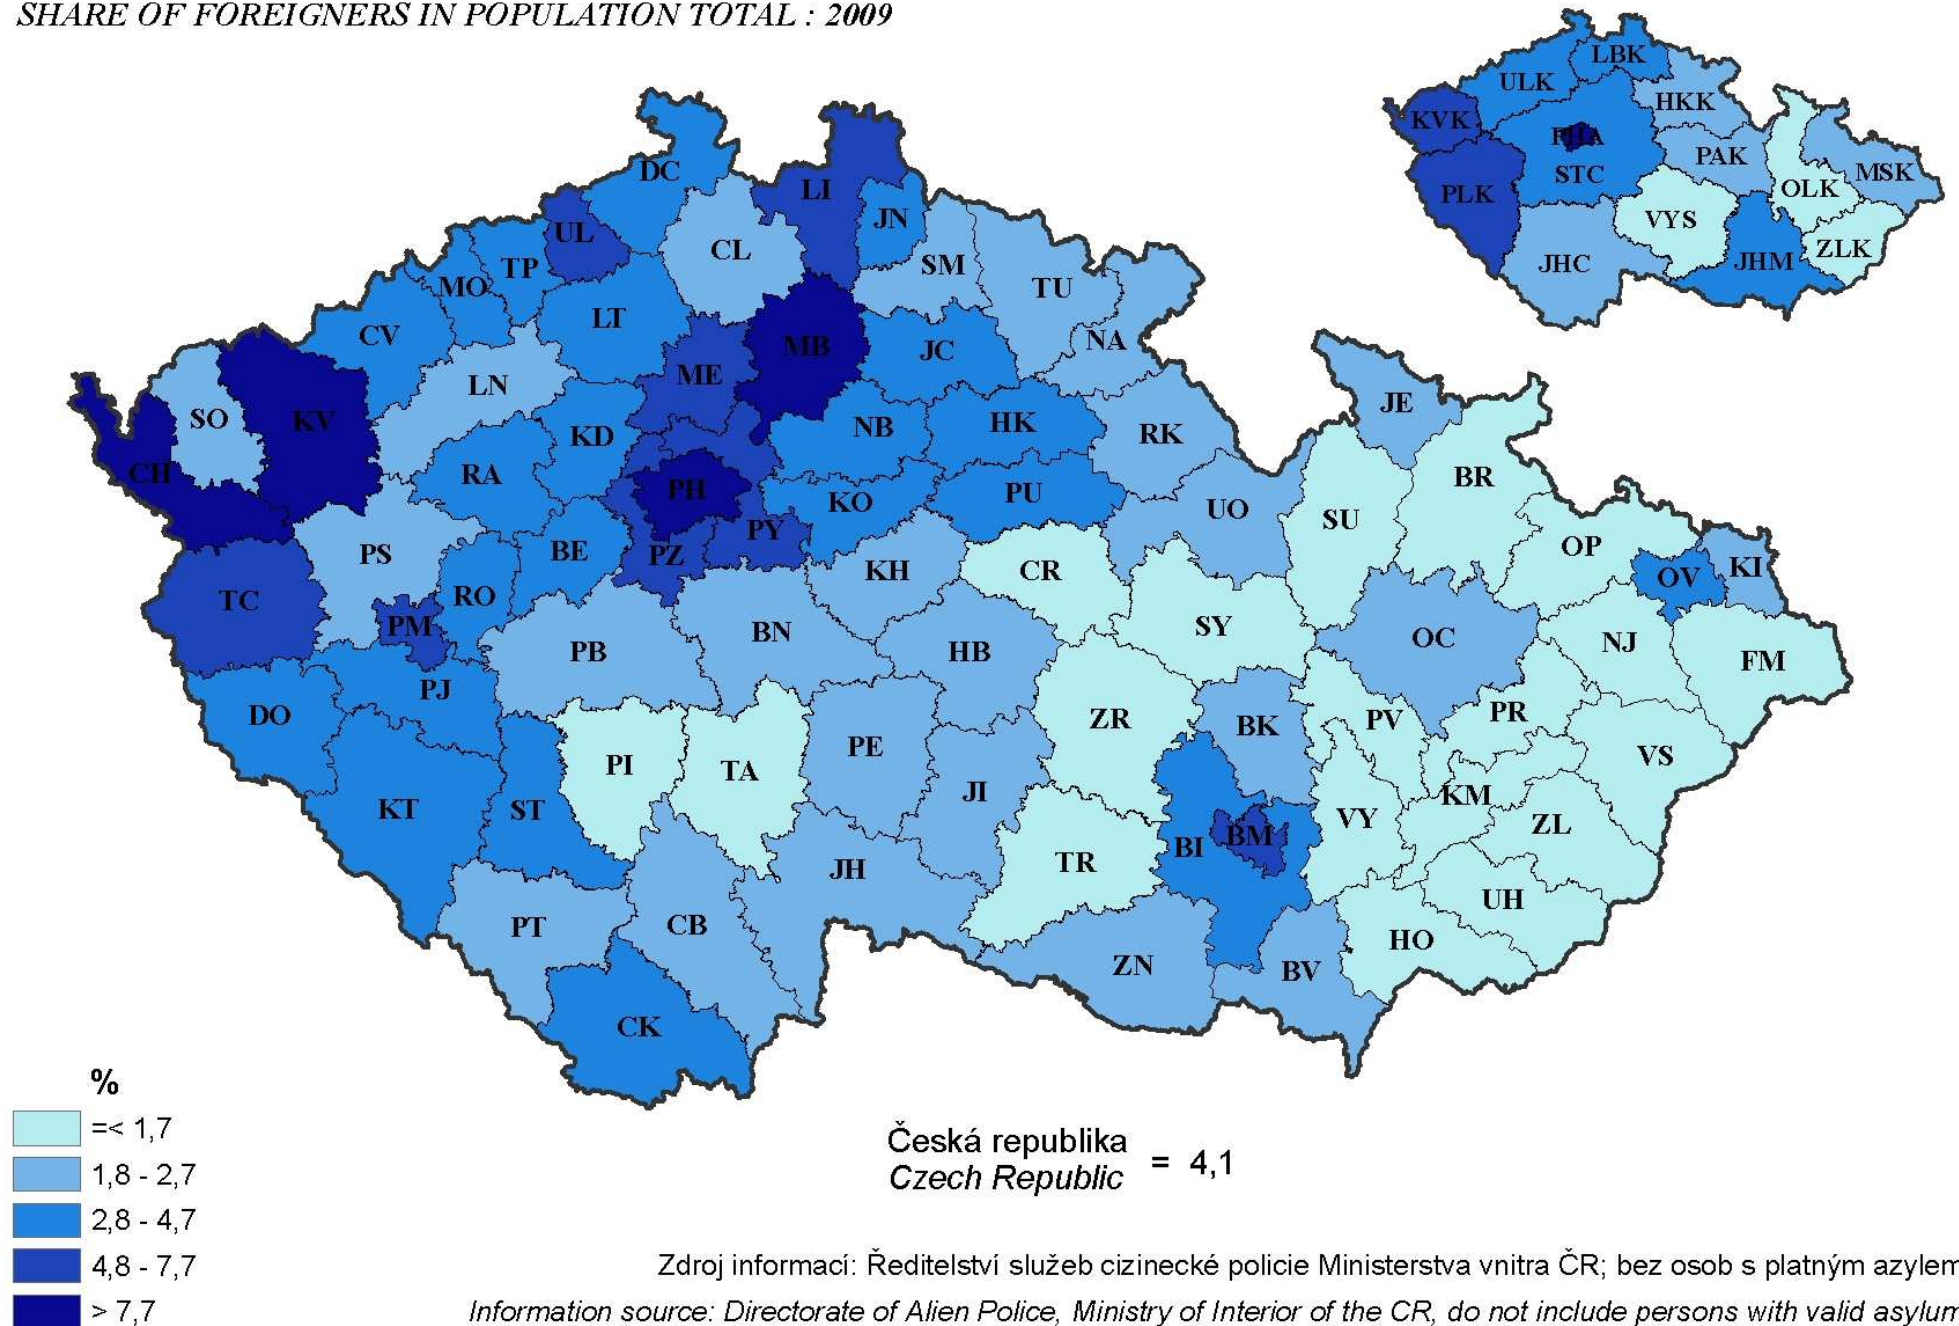 SHARE OF FOREIGNERS IN POPULATION TOTAL : 2009
LBK
ULK
HKK
KVK
PHA
PAK
STC
MSK
PLK
OLK
VYS
ZLK
JHC
JHM
DC
LI
JN
UL
CL
TP
SM
MO
TU
LT
CV
NA
MB
JC
ME
LN
SO
KV
JE
KD
NB
HK
RK
CH
RA
PH
KO
PU
UO
BR
SU
PY
BE
PS
PZ
OP
KH
CR
OV
KI
TC
RO
PM
BN
SY
OC
NJ
PB
HB
FM
PJ
DO
ZR
BK
PV
PR
PI
TA
PE
VS
KT
ST
JI
KM
VY
ZL
BM
BI
JH
TR
UH
PT
CB
HO
ZN
BV
CK
%
=< 1,7
1,8 - 2,7
2,8 - 4,7
4,8 - 7,7
> 7,7
Česká republika
Czech Republic
= 4,1
Zdroj informací: Ředitelství služeb cizinecké policie Ministerstva vnitra ČR; bez osob s platným azylem
Information source: Directorate of Alien Police, Ministry of Interior of the CR, do not include persons with valid asylum